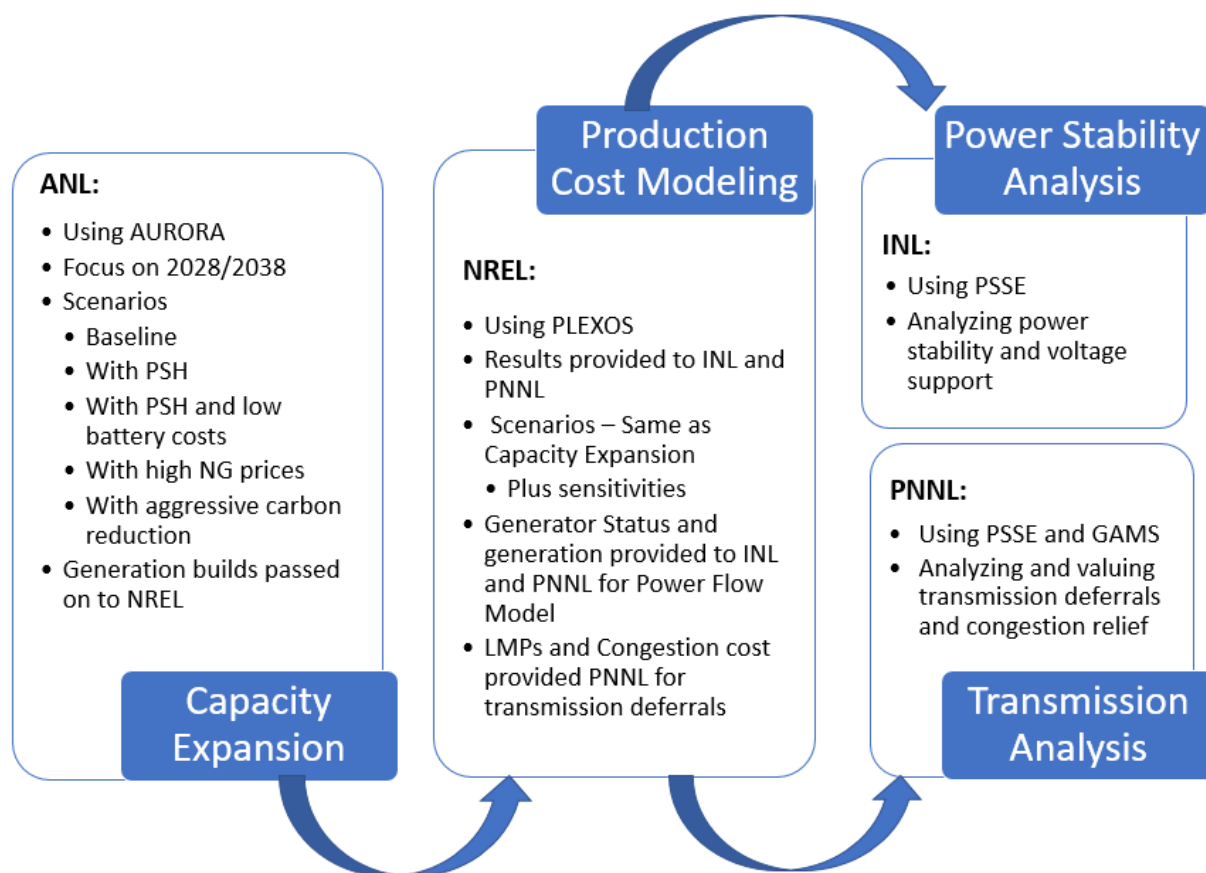 ANL:
• Using AURORA
• Focus on 2028/2038
• Scenarios
• Baseline
• With PSH
• With PSH and low
battery costs
• With high NG prices
• With aggressive carbon
reduction
• Generation builds passed
on to NREL
Capacity
Expansion
Production
Cost Modeling
NREL:
• Using PLEXOS
• Results provided to INL and
PNNL
• Scenarios – Same as
Capacity Expansion
• Plus sensitivities
• Generator Status and
generation provided to INL
and PNNL for Power Flow
Model
• LMPs and Congestion cost
provided PNNL for
transmission deferrals
Power Stability
Analysis
INL:
• Using PSSE
• Analyzing power
stability and voltage
support
PNNL:
• Using PSSE and GAMS
• Analyzing and valuing
transmission deferrals
and congestion relief
Transmission
Analysis